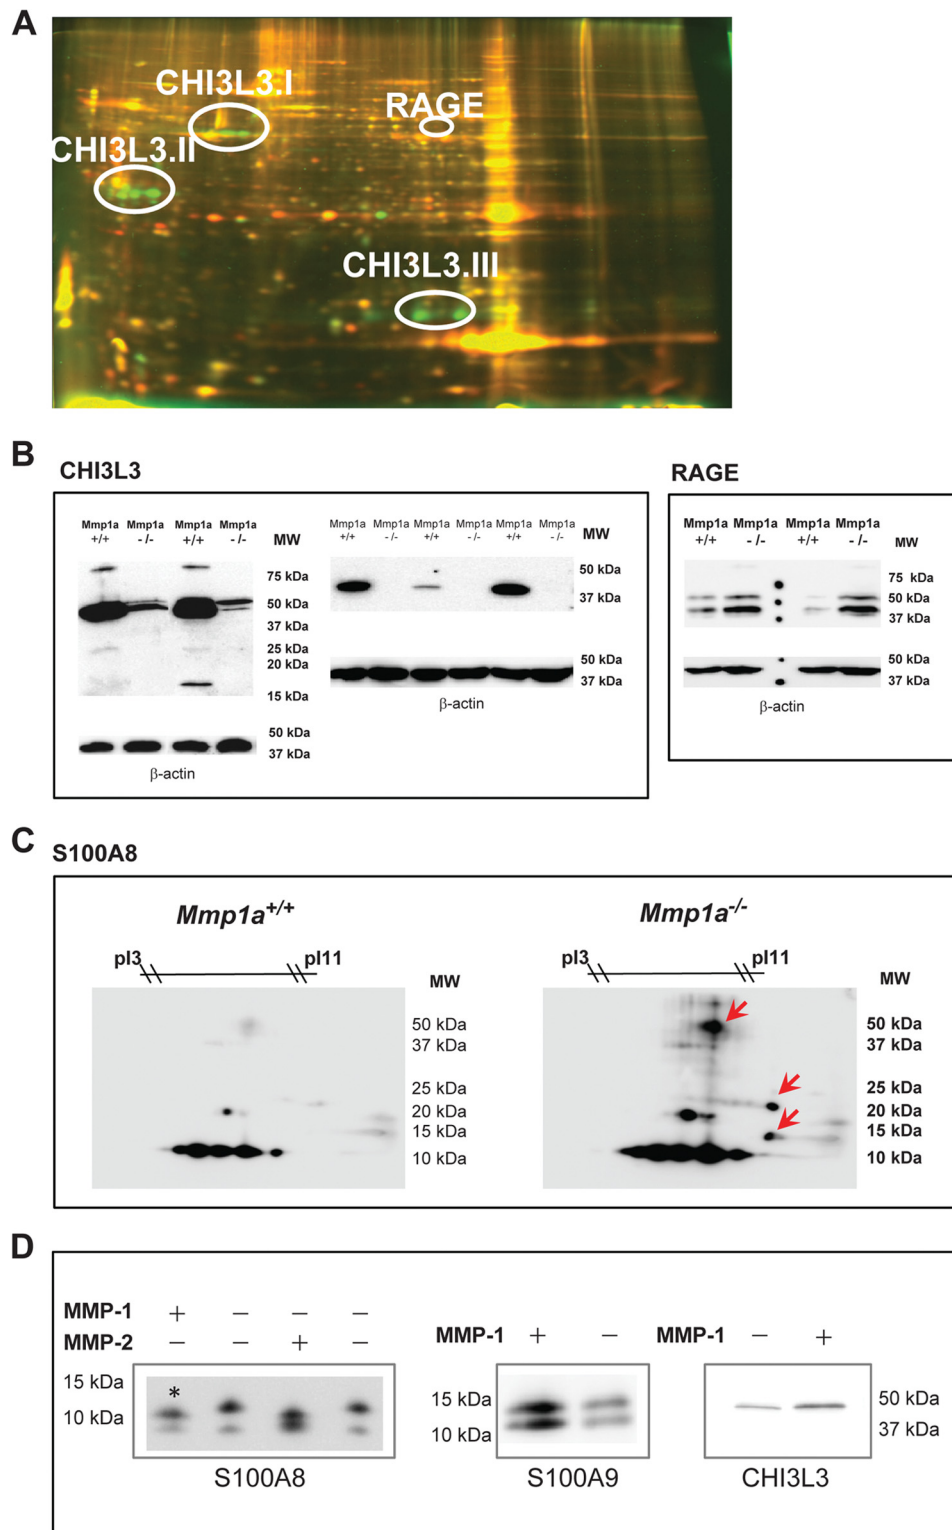 A
CHI3L3.I
RAGE
CHI3L3.II
CHI3L3.III
B
CHI3L3
RAGE
Mmp1a Mmp1a Mmp1a Mmp1a
+/+ - /- +/+ - /- MW
75 kDa
50 kDa
37 kDa
25 kDa
20 kDa
15 kDa
50 kDa
37 kDa
β-actin
Mmp1a Mmp1a Mmp1a Mmp1a Mmp1a Mmp1a
+/+ - /- +/+ - /- +/+ - /- MW
50 kDa
37 kDa
50 kDa
37 kDa
β-actin
Mmp1a Mmp1a Mmp1a Mmp1a
+/+ - /- +/+ - /- MW
75 kDa
50 kDa
37 kDa
50 kDa
37 kDa
β-actin
C
S100A8
Mmp1a+/+
pI3 pI11
MW
50 kDa
37 kDa
25 kDa
20 kDa
15 kDa
10 kDa
Mmp1a-/-
pI3 pI11
MW
50 kDa
37 kDa
25 kDa
20 kDa
15 kDa
10 kDa
D
MMP-1 + – – –
MMP-2 – – + –
15 kDa
10 kDa
*
S100A8
MMP-1 + –
15 kDa
10 kDa
S100A9
MMP-1 – +
50 kDa
37 kDa
CHI3L3